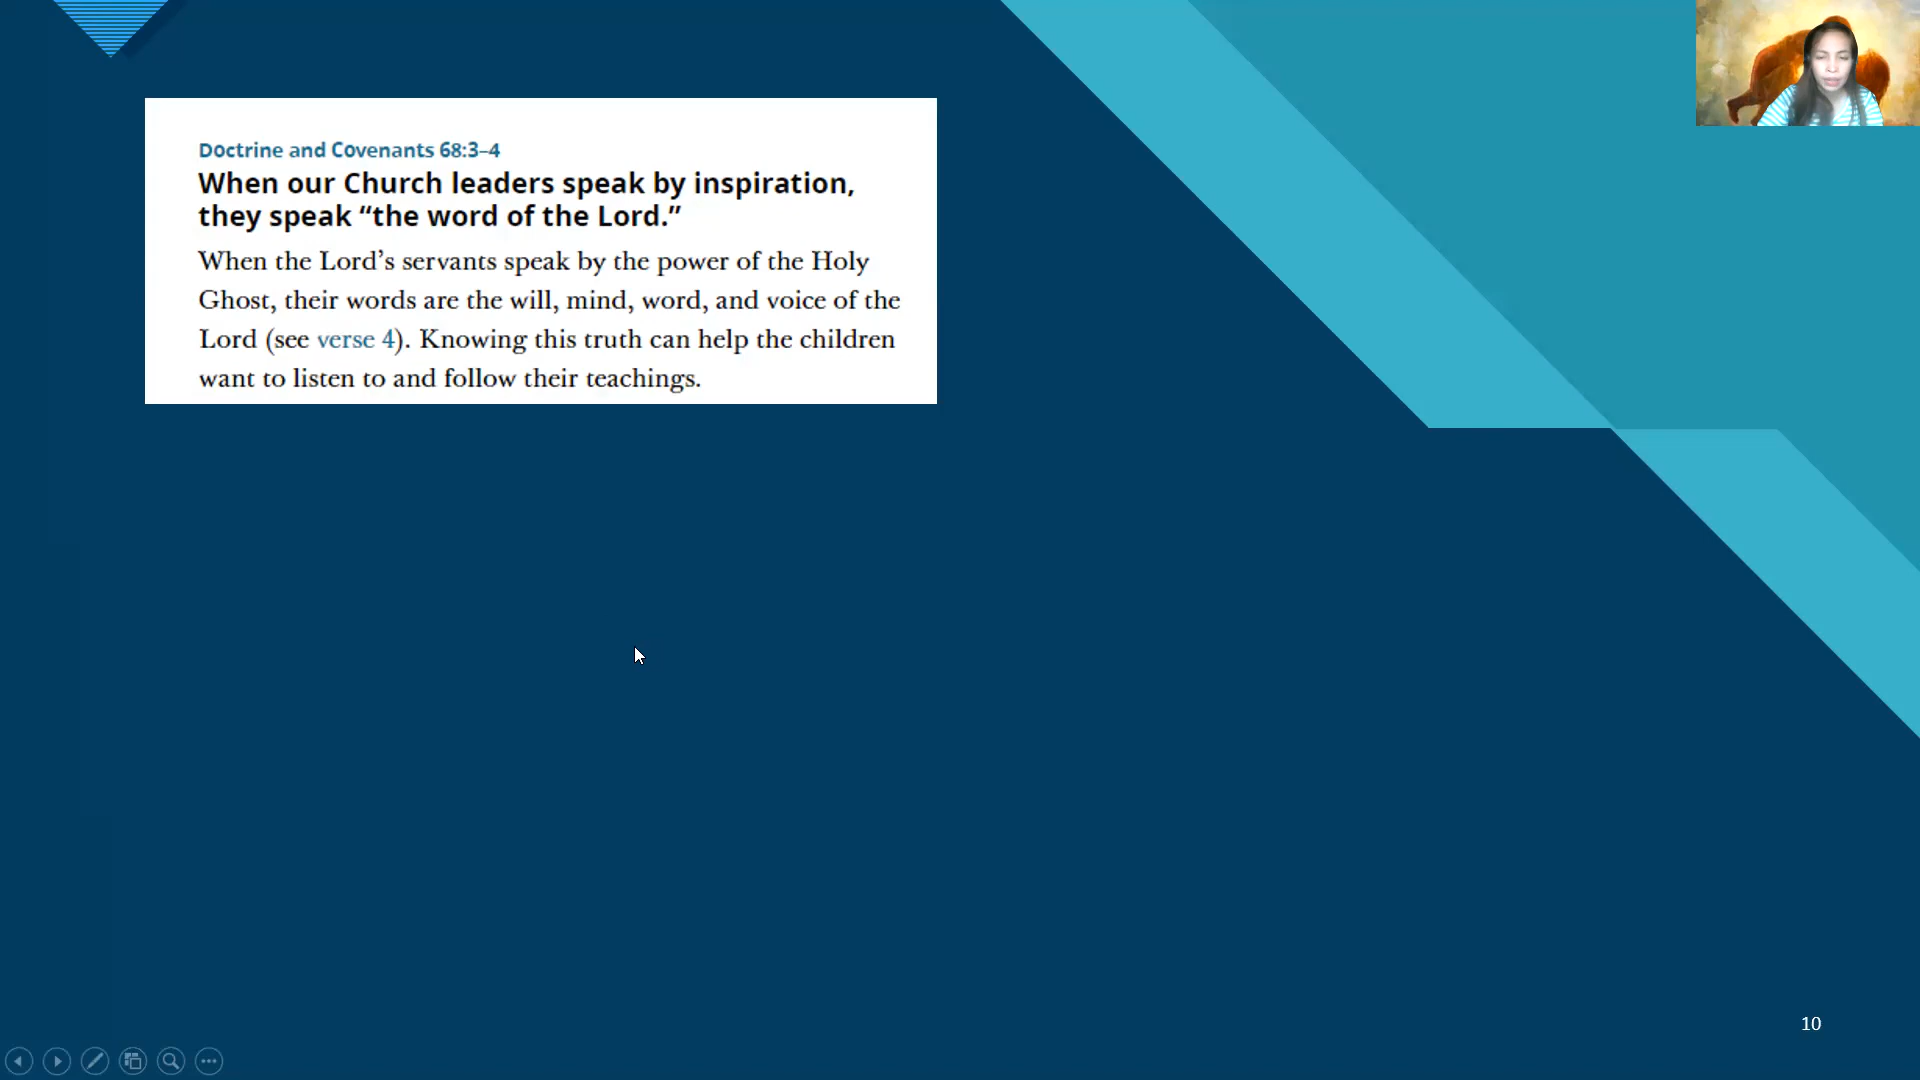 Doctrine and Covenants 68:3–4
When our Church leaders speak by inspiration,
they speak “the word of the Lord.”
When the Lord’s servants speak by the power of the Holy
Ghost, their words are the will, mind, word, and voice of the
Lord (see verse 4). Knowing this truth can help the children
want to listen to and follow their teachings.
10